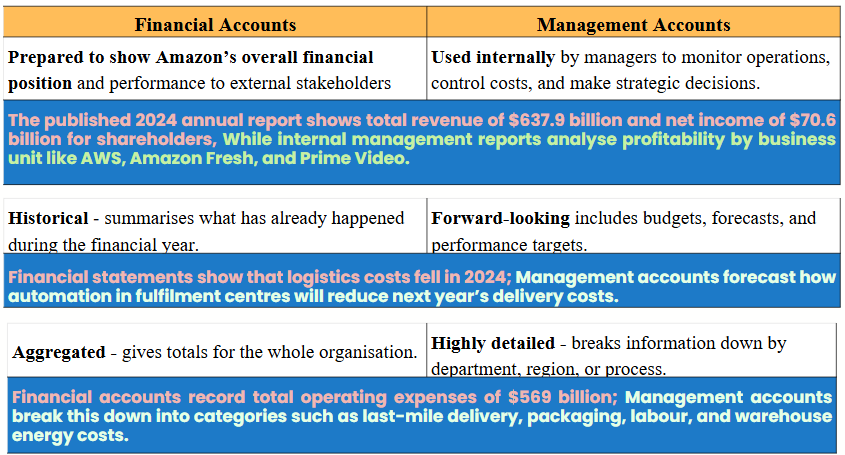 Financial Accounts
Management Accounts
Prepared to show Amazon's overall financial
position and performance to external stakeholders
Used internally by managers to monitor operations,
control costs, and make strategic decisions.
The published 2024 annual report shows total revenue of $637.9 billion and net income of $70.6
billion for shareholders, While internal management reports analyse profitability by business
unit like AWS, Amazon Fresh, and Prime Video.
Historical - summarises what has already happened
during the financial year.
Forward-looking includes budgets, forecasts, and
performance targets.
Financial statements show that logistics costs fell in 2024; Management accounts forecast how
automation in fulfilment centres will reduce next year's delivery costs.
Aggregated - gives totals for the whole organisation.
Highly detailed - breaks information down by
department, region, or process.
Financial accounts record total operating expenses of $569 billion; Management accounts
break this down into categories such as last-mile delivery, packaging, labour, and warehouse
energy costs.